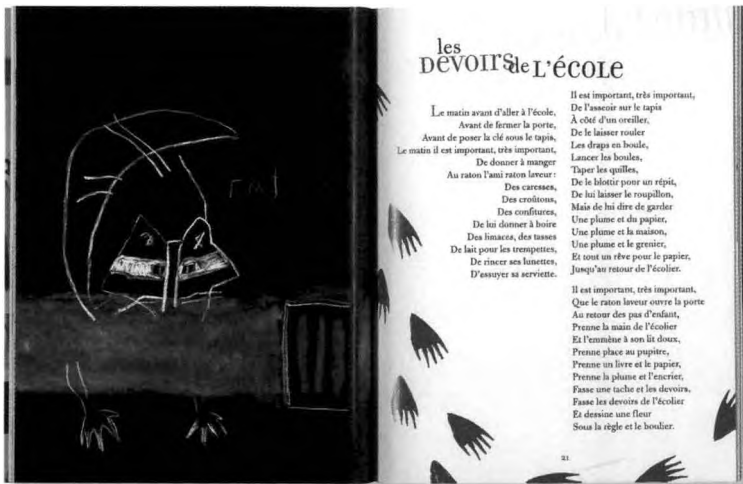 les
DEVOIRS de L'ÉCOLE
Le matin avant d'aller à l'école,
Avant de fermer la porte,
Avant de poser la clé sous le tapis,
Le matin il est important, très important,
De donner à manger
Au raton l'ami raton laveur :
Des caresses,
Des croûtons,
Des confitures,
De lui donner à boire
Des limaces, des tasses
De lait pour les trempettes,
De rincer ses lunettes,
D'essuyer sa serviette.
Il est important, très important,
De l'asseoir sur le tapis
À côté d'un oreiller,
De le laisser rouler
Les draps en boule,
Lancer les boules,
Taper les quilles,
De le blottir pour un répit,
De lui laisser le roupillon,
Mais de lui dire de garder
Une plume et du papier,
Une plume et la maison,
Une plume et le grenier,
Et tout un rêve pour le papier,
Jusqu'au retour de l'écolier.
Il est important, très important,
Que le raton laveur ouvre la porte
Au retour des pas d'enfant,
Prenne la main de l'écolier
Et l'emmène à son lit doux,
Prenne place au pupitre,
Prenne un livre et le papier,
Prenne la plume et l'encrier,
Fasse une tache et les devoirs,
Fasse les devoirs de l'écolier
Et dessine une fleur
Sous la règle et le boulier.
21